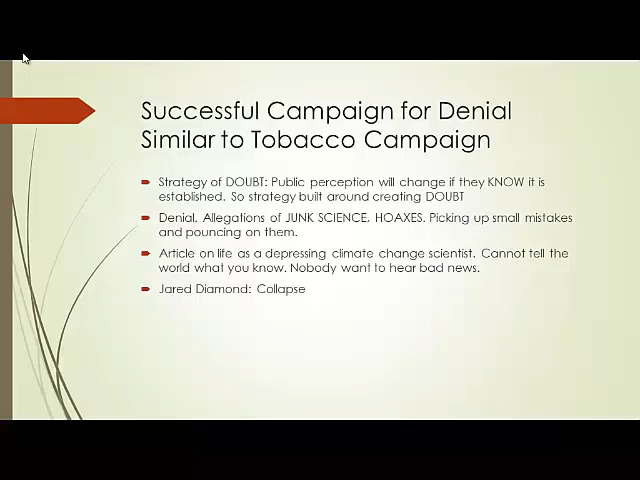 Successful Campaign for Denial
Similar to Tobacco Campaign
Strategy of DOUBT: Public perception will change if they KNOW it is
established. So strategy built around creating DOUBT
Denial. Allegations of JUNK SCIENCE, HOAXES. Picking up small mistakes
and pouncing on them.
Article on life as a depressing climate change scientist. Cannot tell the
world what you know. Nobody want to hear bad news.
Jared Diamond: Collapse